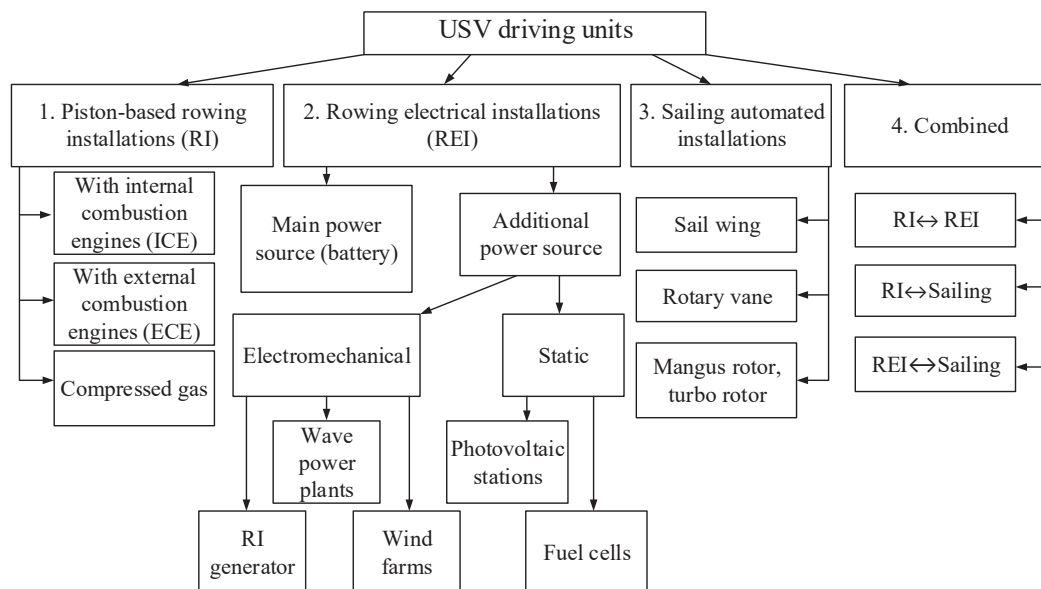 USV driving units
1. Piston-based rowing
installations (RI)
2. Rowing electrical installations
(REI)
3. Sailing automated
installations
4. Combined
With internal
combustion
engines (ICE)
With external
combustion
engines (ECE)
Compressed gas
Main power
source (battery)
Additional
power source
Electromechanical
Static
Wave
power
plants
Photovoltaic
stations
RI
generator
Wind
farms
Fuel cells
Sail wing
Rotary vane
Mangus rotor,
turbo rotor
RI↔ REI
RI↔Sailing
REI↔Sailing